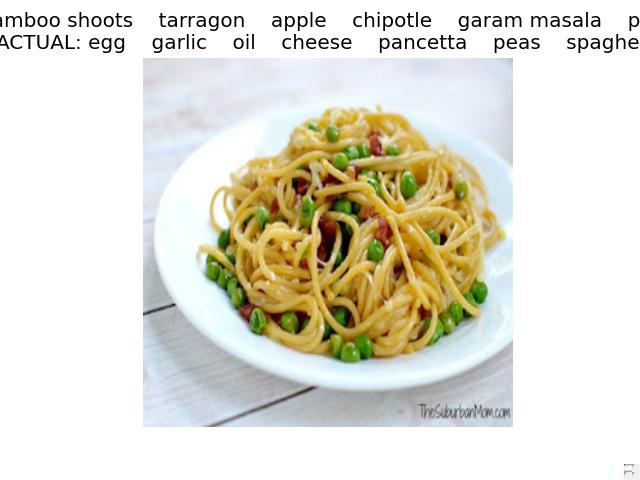 amboo shoots tarragon apple chipotle garam masala p
ACTUAL: egg garlic oil cheese pancetta peas spaghe
TheSuburbanMom.com